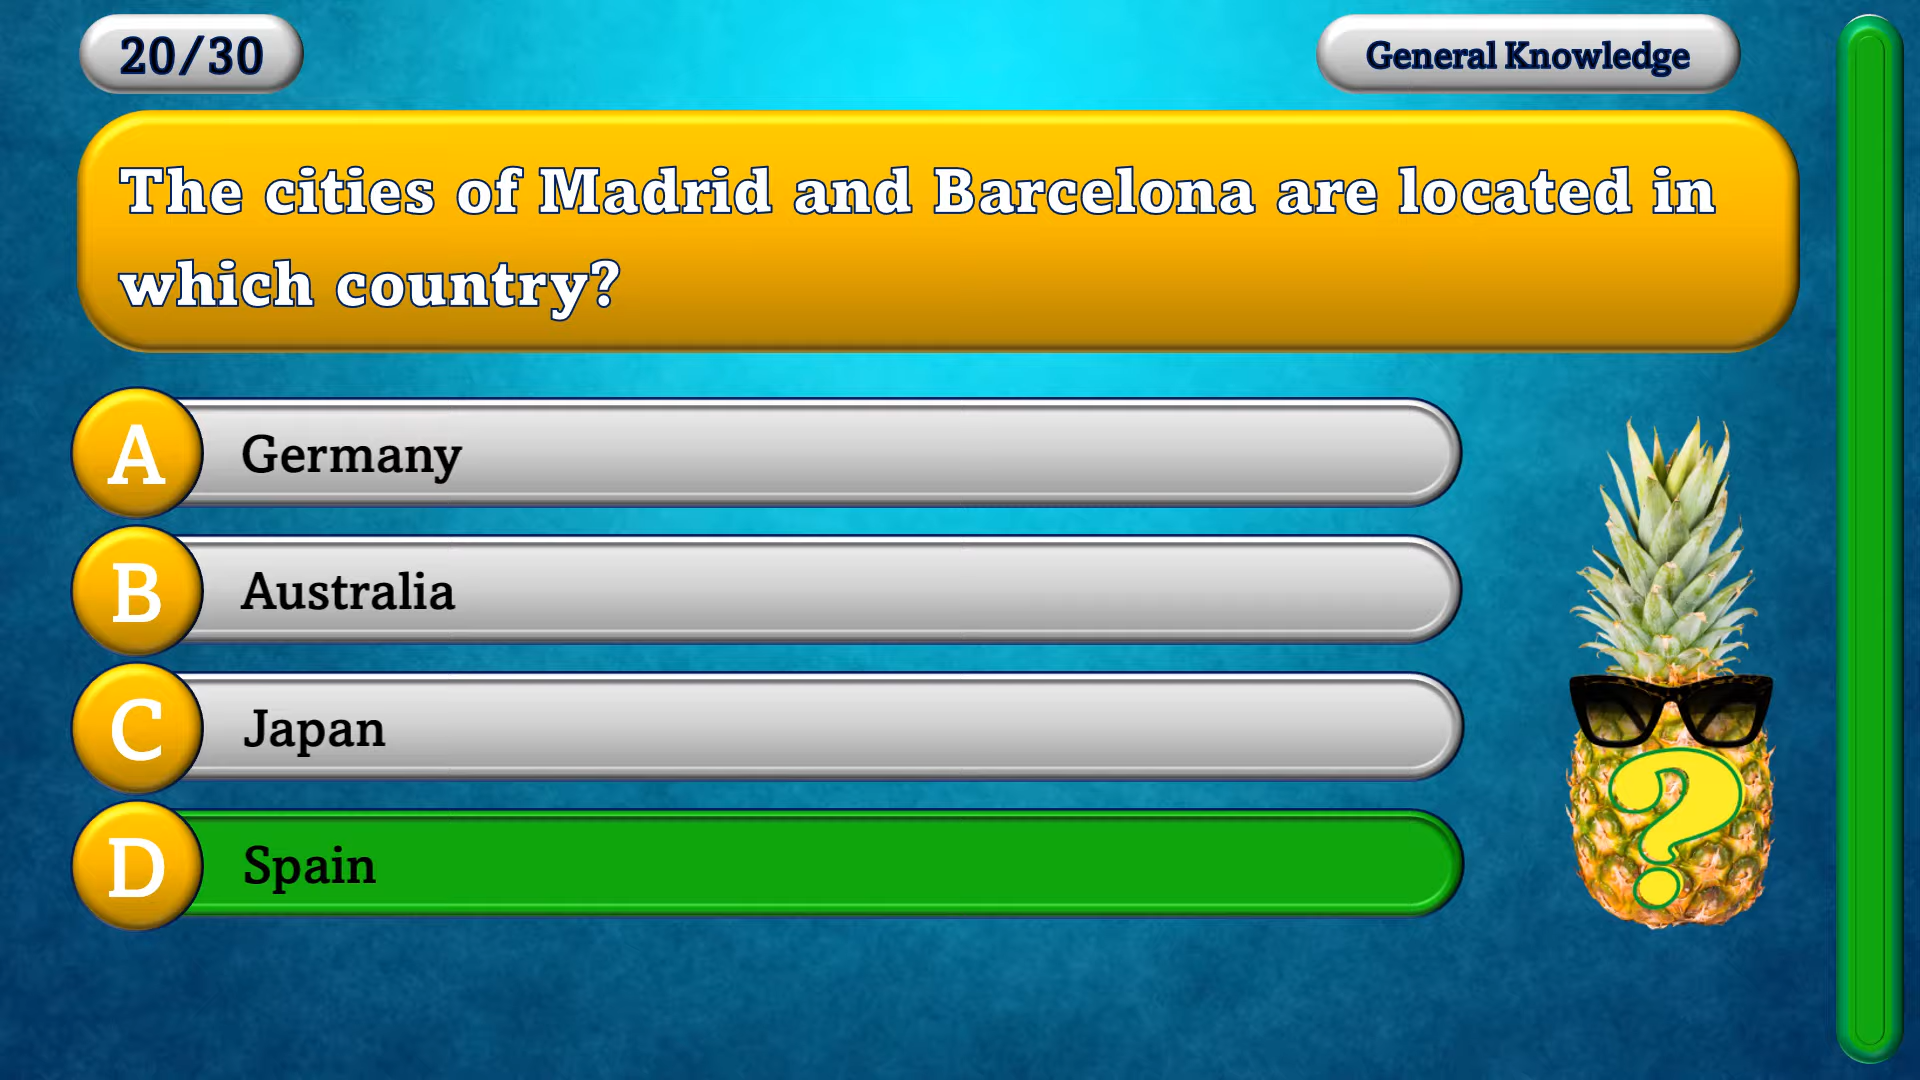 20/30
General Knowledge
The cities of Madrid and Barcelona are located in
which country?
A Germany
B Australia
C Japan
D Spain
?